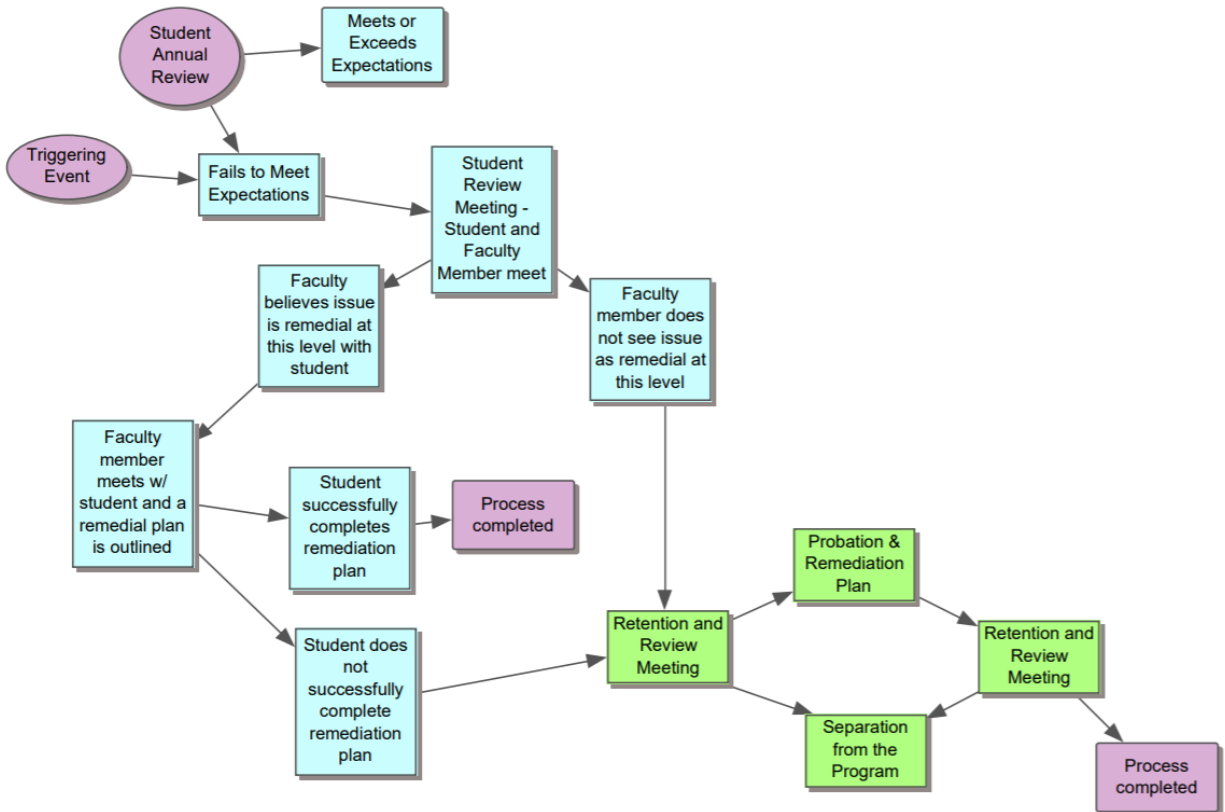 Student
Annual
Review
Meets or
Exceeds
Expectations
Triggering
Event
Fails to Meet
Expectations
Student
Review
Meeting -
Student and
Faculty
Member meet
Faculty
believes issue
is remedial at
this level with
student
Faculty
member does
not see issue
as remedial at
this level
Faculty
member
meets w/
student and a
remedial plan
is outlined
Student
successfully
completes
remediation
plan
Process
completed
Probation &
Remediation
Plan
Retention and
Review
Meeting
Retention and
Review
Meeting
Student does
not
successfully
complete
remediation
plan
Separation
from the
Program
Process
completed